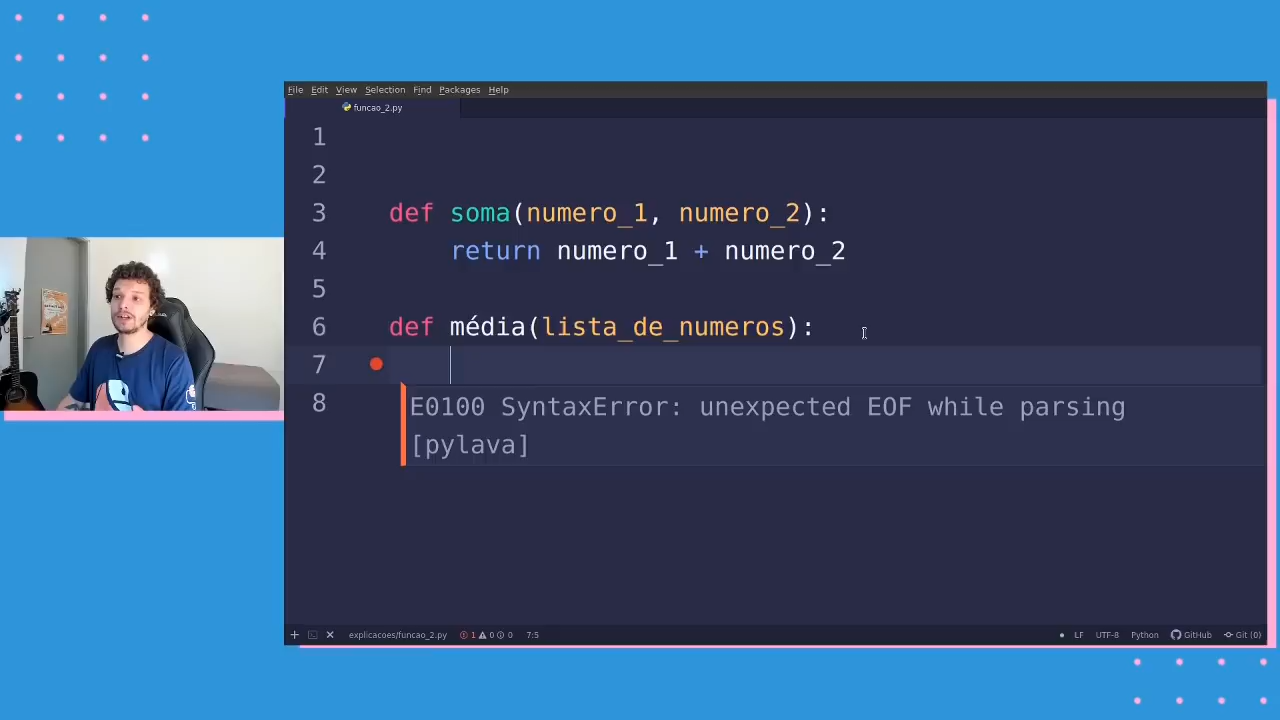 File Edit View Selection Find Packages Help
funcao_2.py
1
2
3 def soma(numero_1, numero_2):
4 return numero_1 + numero_2
5
6 def média(lista_de_numeros):
7
8 E0100 SyntaxError: unexpected EOF while parsing
[pylava]
explicacoes/funcao_2.py 1 0 0 7:5 LF UTF-8 Python GitHub Git (0)